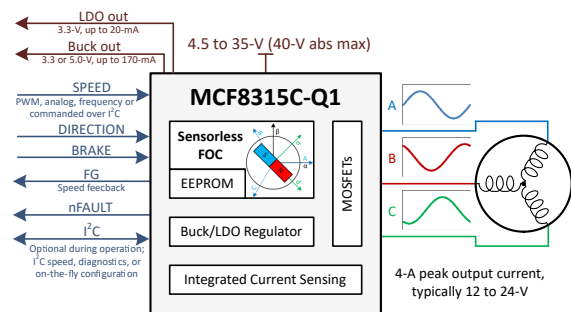 LDO out
3.3-V, up to 20-mA
Buck out
3.3 or 5.0-V, up to 170-mA
4.5 to 35-V (40-V abs max)
SPEED
PWM, analog, frequency or
commanded over I²C
DIRECTION
BRAKE
FG
Speed feecback
nFAULT
I²C
Optional during operation;
I²C speed, diagnostics, or
on-the-fly configuration)
MCF8315C-Q1
Sensorless
FOC
EEPROM
β
A
α
MOSFETs
Buck/LDO Regulator
Integrated Current Sensing
A
B
C
4-A peak output current,
typically 12 to 24-V